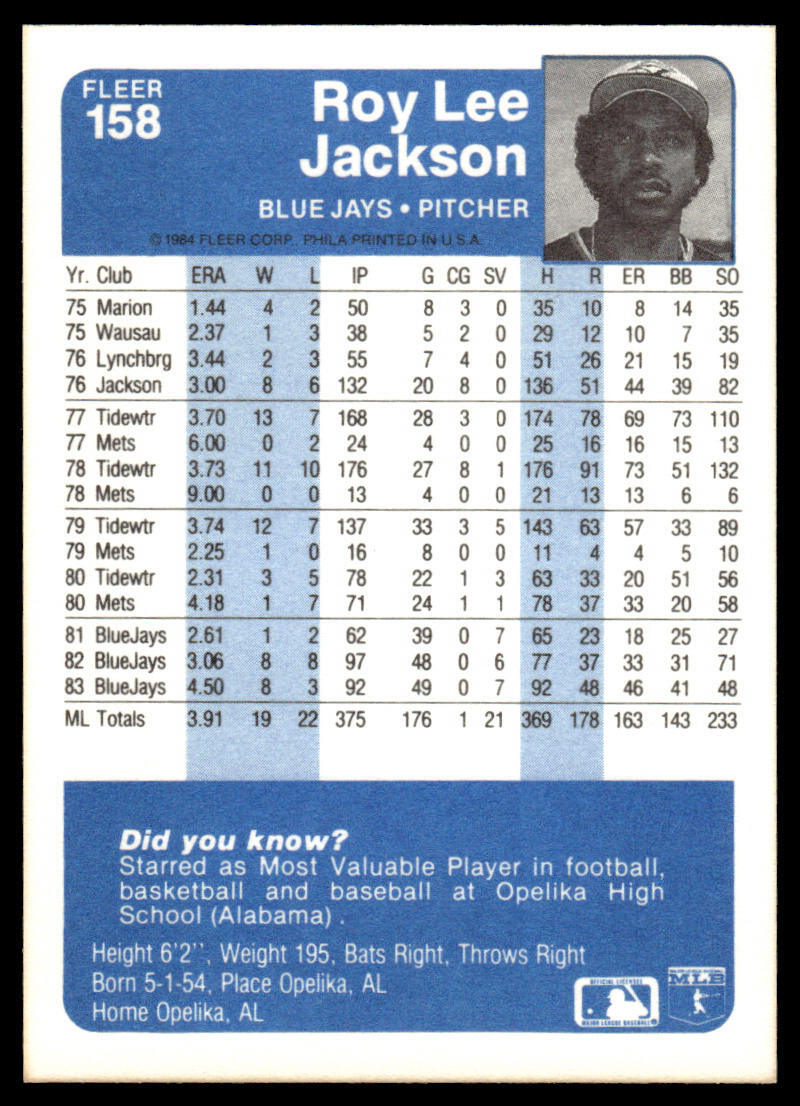 FLEER
158
Roy Lee
Jackson
BLUE JAYS • PITCHER
© 1984 FLEER CORP., PHILA PRINTED IN U.S.A.
Yr. Club ERA W L IP G CG SV H R ER BB SO
75 Marion 1.44 4 2 50 8 3 0 35 10 8 14 35
75 Wausau 2.37 1 3 38 5 2 0 29 12 10 7 35
76 Lynchbrg 3.44 2 3 55 7 4 0 51 26 21 15 19
76 Jackson 3.00 8 6 132 20 8 0 136 51 44 39 82
77 Tidewtr 3.70 13 7 168 28 3 0 174 78 69 73 110
77 Mets 6.00 0 2 24 4 0 0 25 16 16 15 13
78 Tidewtr 3.73 11 10 176 27 8 1 176 91 73 51 132
78 Mets 9.00 0 0 13 4 0 0 21 13 13 6 6
79 Tidewtr 3.74 12 7 137 33 3 5 143 63 57 33 89
79 Mets 2.25 1 0 16 8 0 0 11 4 4 5 10
80 Tidewtr 2.31 3 5 78 22 1 3 63 33 20 51 56
80 Mets 4.18 1 7 71 24 1 1 78 37 33 20 58
81 BlueJays 2.61 1 2 62 39 0 7 65 23 18 25 27
82 BlueJays 3.06 8 8 97 48 0 6 77 37 33 31 71
83 BlueJays 4.50 8 3 92 49 0 7 92 48 46 41 48
ML Totals 3.91 19 22 375 176 1 21 369 178 163 143 233
Did you know?
Starred as Most Valuable Player in football,
basketball and baseball at Opelika High
School (Alabama).
Height 6'2'', Weight 195, Bats Right, Throws Right
Born 5-1-54, Place Opelika, AL
Home Opelika, AL
OFFICIAL LICENSEE
MAJOR LEAGUE BASEBALL
MLB